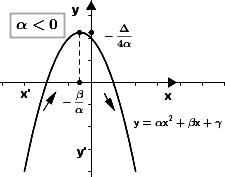 α < 0
y
− Δ/4α
x'
− β/α
x
y = αx² + βx + γ
y'